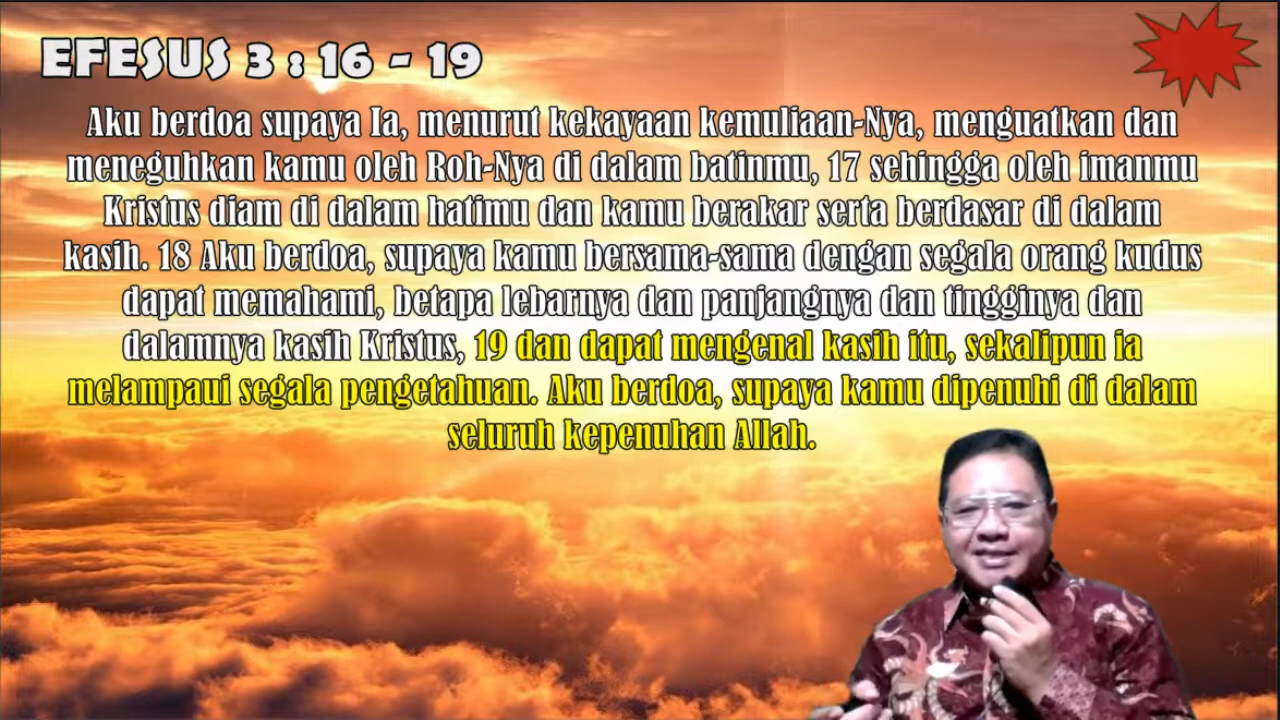 EFESUS 3 : 16 - 19
Aku berdoa supaya Ia, menurut kekayaan kemuliaan-Nya, menguatkan dan
meneguhkan kamu oleh Roh-Nya di dalam batinmu, 17 sehingga oleh imanmu
Kristus diam di dalam hatimu dan kamu berakar serta berdasar di dalam
kasih. 18 Aku berdoa, supaya kamu bersama-sama dengan segala orang kudus
dapat memahami, betapa lebarnya dan panjangnya dan tingginya dan
dalamnya kasih Kristus, 19 dan dapat mengenal kasih itu, sekalipun ia
melampaui segala pengetahuan. Aku berdoa, supaya kamu dipenuhi di dalam
seluruh kepenuhan Allah.